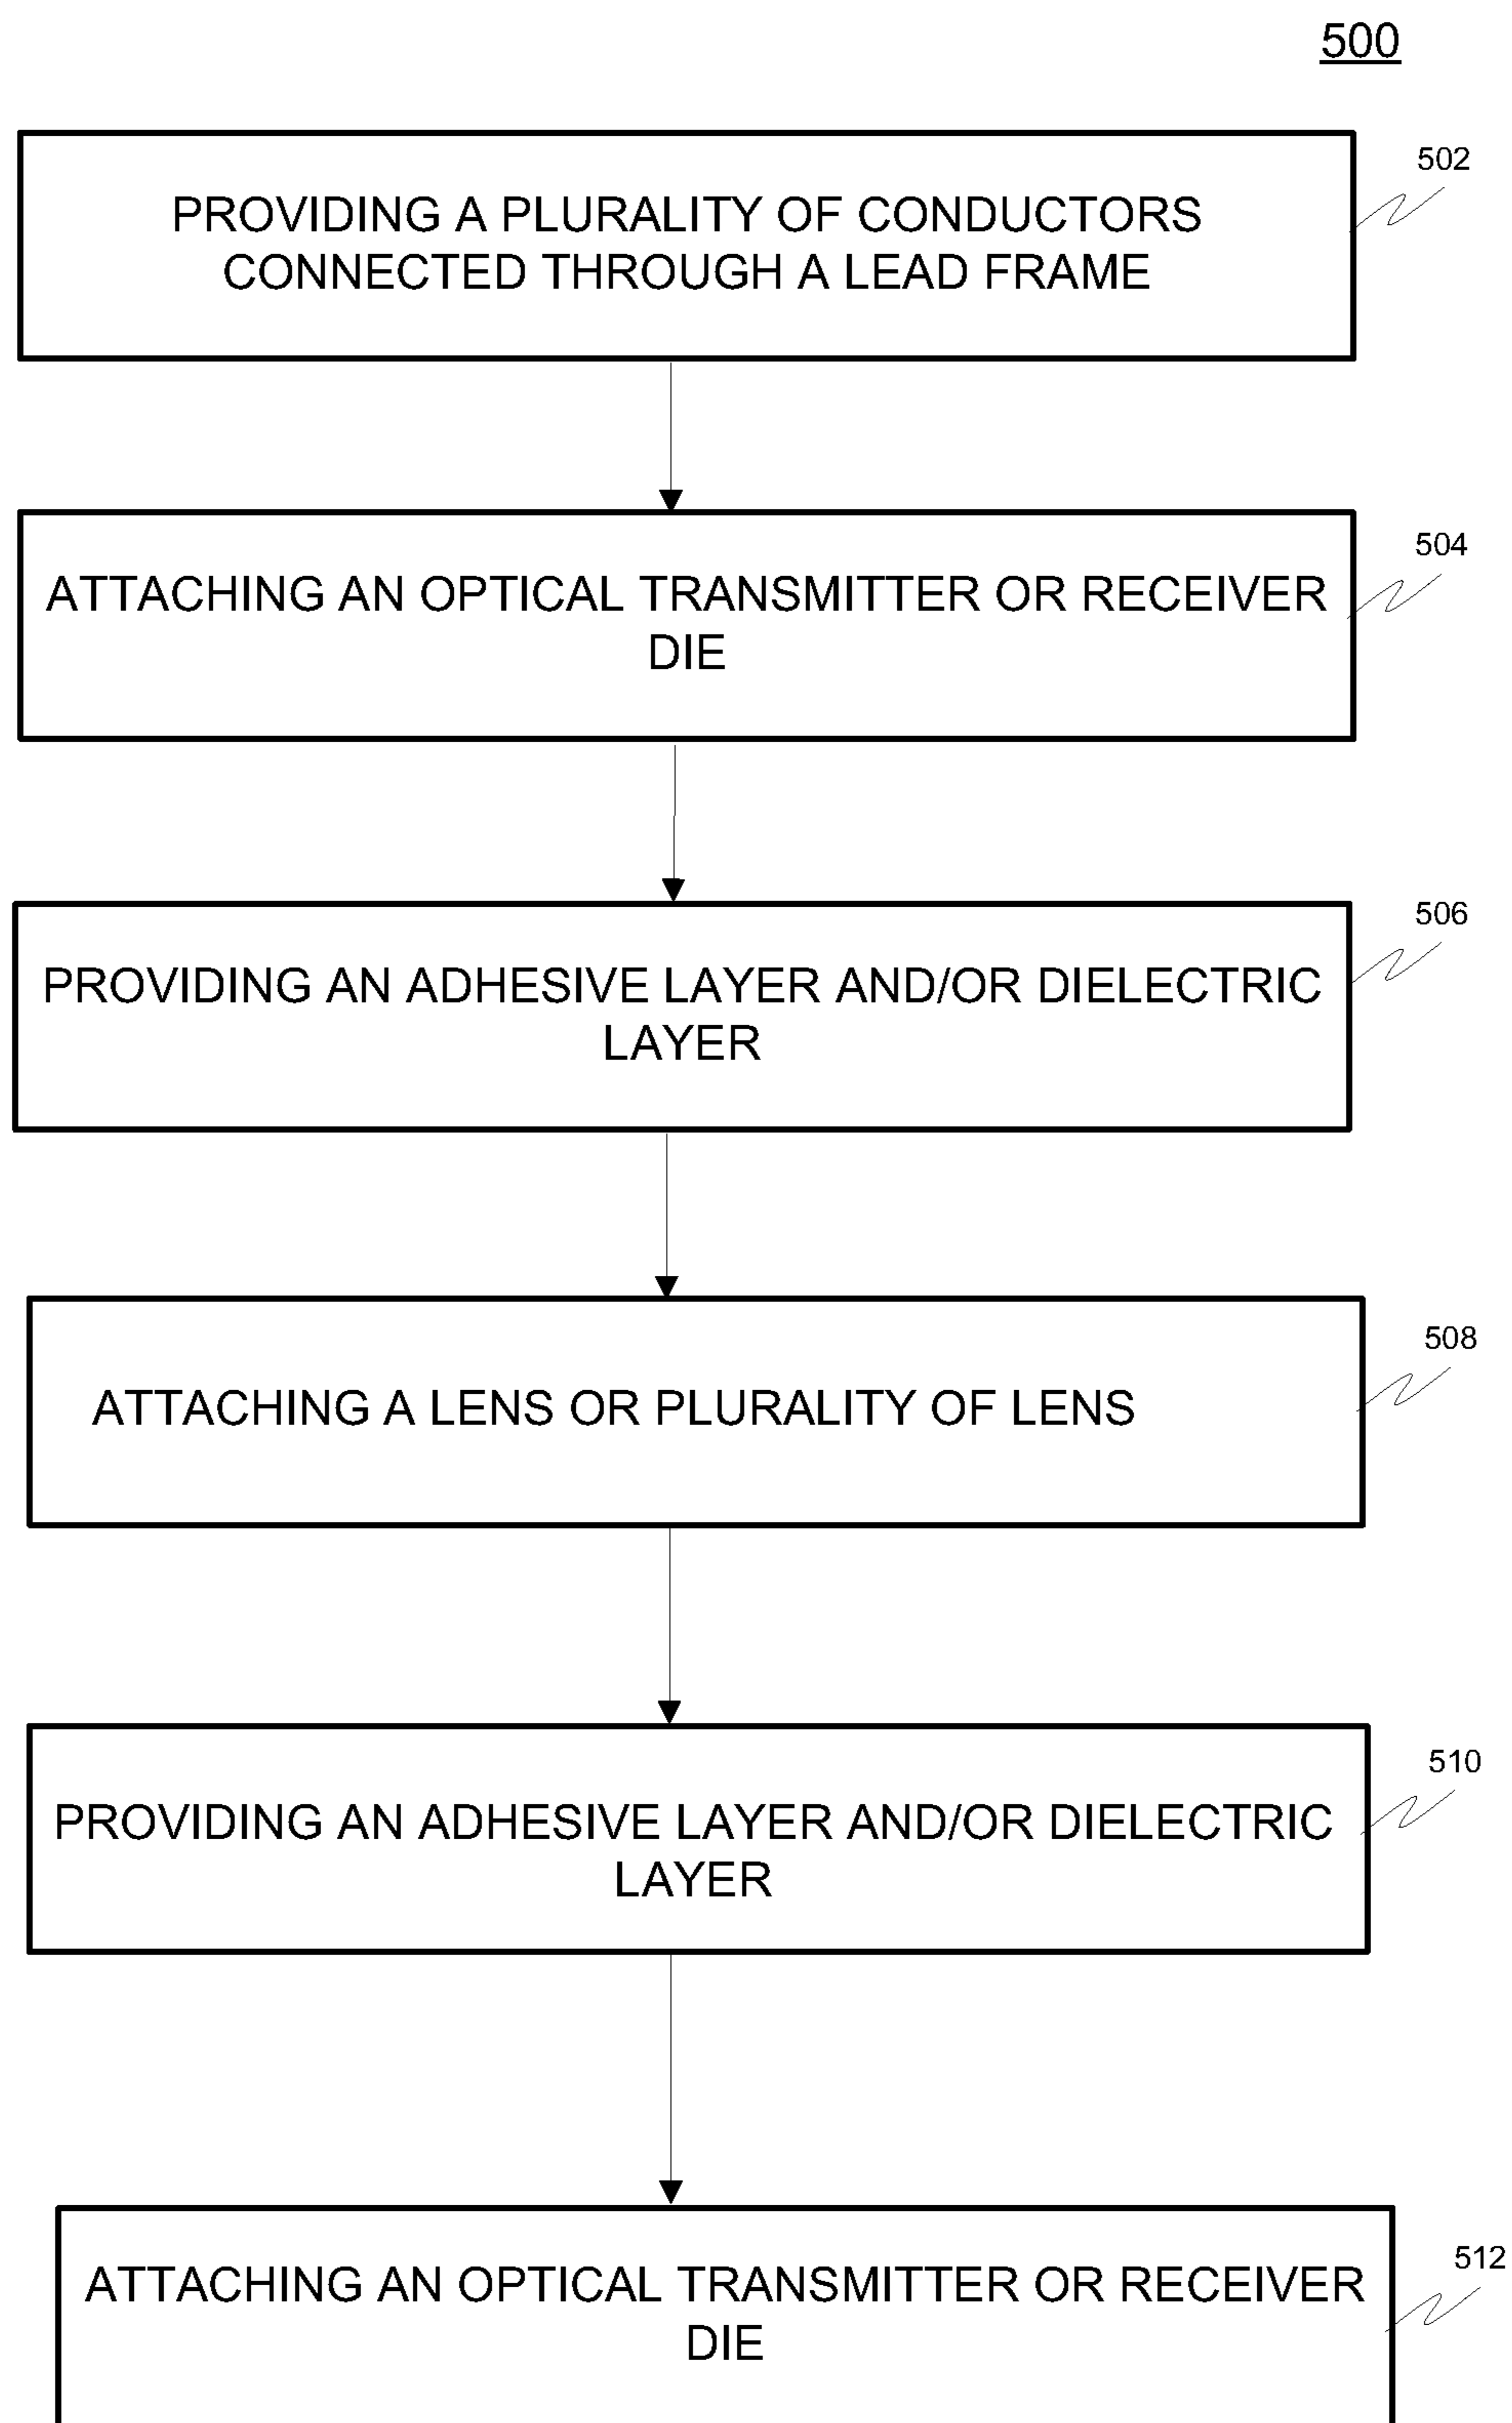 500
502
PROVIDING A PLURALITY OF CONDUCTORS
CONNECTED THROUGH A LEAD FRAME
504
ATTACHING AN OPTICAL TRANSMITTER OR RECEIVER
DIE
506
PROVIDING AN ADHESIVE LAYER AND/OR DIELECTRIC
LAYER
508
ATTACHING A LENS OR PLURALITY OF LENS
510
PROVIDING AN ADHESIVE LAYER AND/OR DIELECTRIC
LAYER
512
ATTACHING AN OPTICAL TRANSMITTER OR RECEIVER
DIE